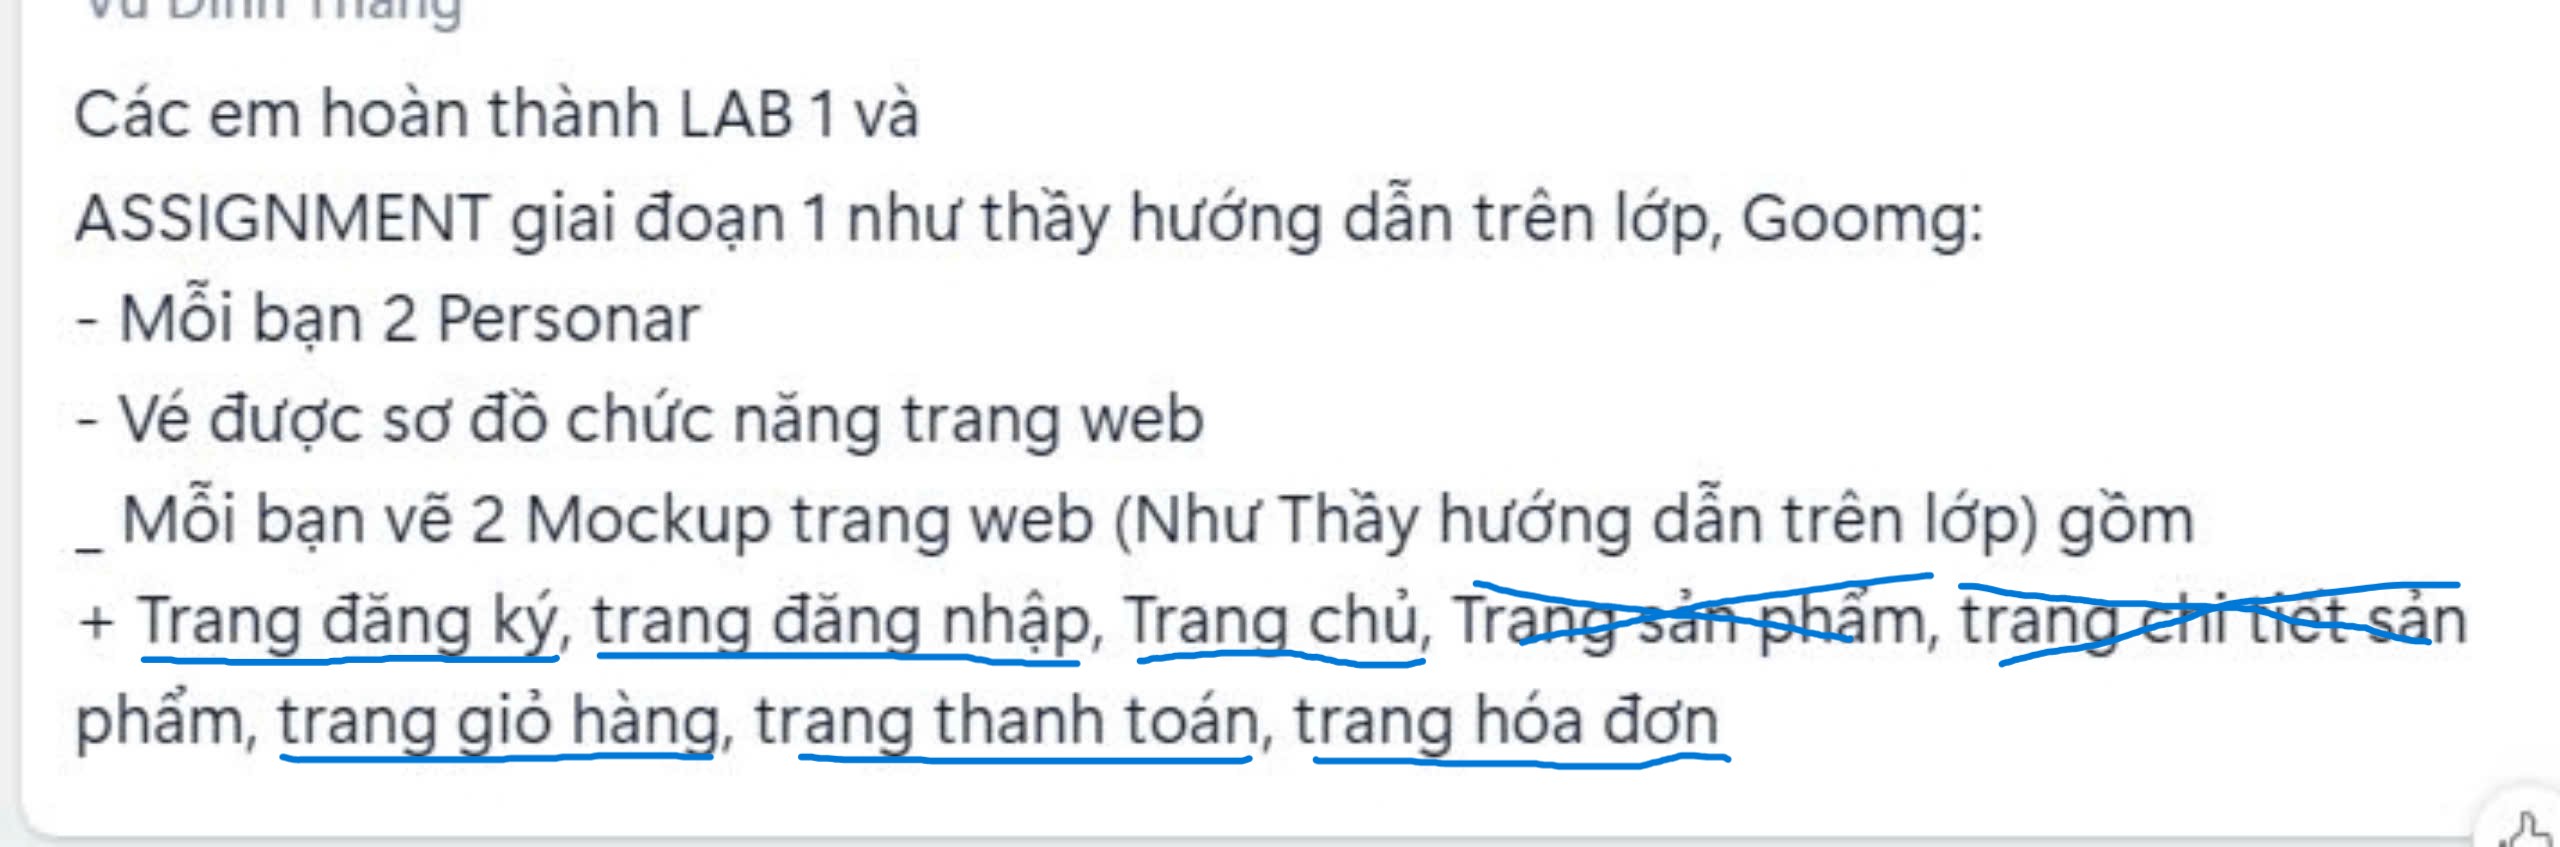 Vũ Đình Thắng
Các em hoàn thành LAB 1 và
ASSIGNMENT giai đoạn 1 như thầy hướng dẫn trên lớp, Goomg:
- Mỗi bạn 2 Personar
- Vé được sơ đồ chức năng trang web
_ Mỗi bạn vẽ 2 Mockup trang web (Như Thầy hướng dẫn trên lớp) gồm
+ Trang đăng ký, trang đăng nhập, Trang chủ, Trang sản phẩm, trang chi tiết sản
phẩm, trang giỏ hàng, trang thanh toán, trang hóa đơn